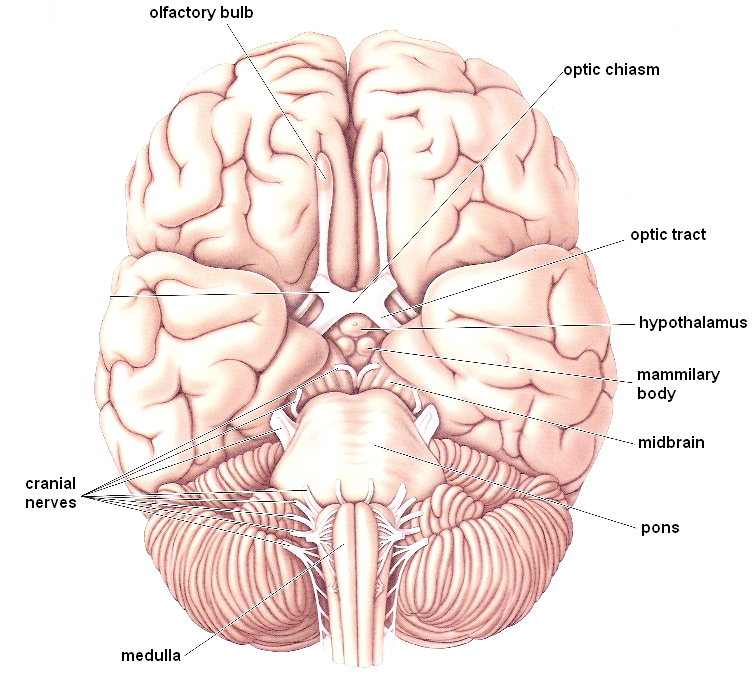 olfactory bulb
optic chiasm
optic tract
hypothalamus
mammilary
body
midbrain
cranial
nerves
pons
medulla